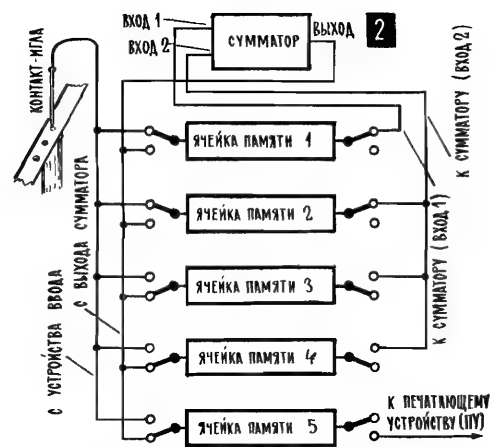 ВХОД 1
ВХОД 2
СУММАТОР
ВЫХОД
2
КОНТАКТ-ИГЛА
К СУММАТОРУ (ВХОД 2)
К СУММАТОРУ (ВХОД 1)
С ВЫХОДА СУММАТОРА
С УСТРОЙСТВА ВВОДА
ЯЧЕЙКА ПАМЯТИ 1
ЯЧЕЙКА ПАМЯТИ 2
ЯЧЕЙКА ПАМЯТИ 3
ЯЧЕЙКА ПАМЯТИ 4
ЯЧЕЙКА ПАМЯТИ 5
К ПЕЧАТАЮЩЕМУ
УСТРОЙСТВУ (ПУ)